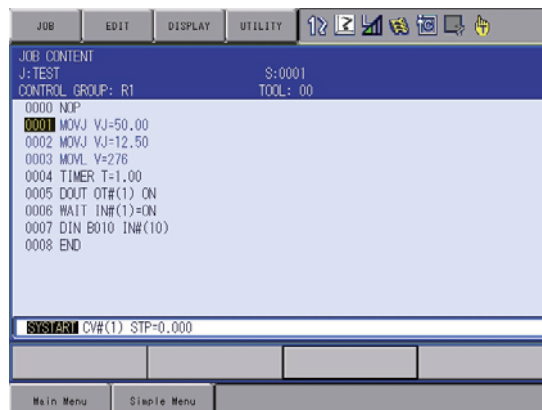 JOB EDIT DISPLAY UTILITY
JOB CONTENT
J:TEST S:0001
CONTROL GROUP: R1 TOOL: 00
0000 NOP
0001 MOVJ VJ=50.00
0002 MOVJ VJ=12.50
0003 MOVL V=276
0004 TIMER T=1.00
0005 DOUT OT#(1) ON
0006 WAIT IN#(1)=ON
0007 DIN B010 IN#(10)
0008 END
SYSTART CV#(1) STP=0.000
Main Menu Simple Menu